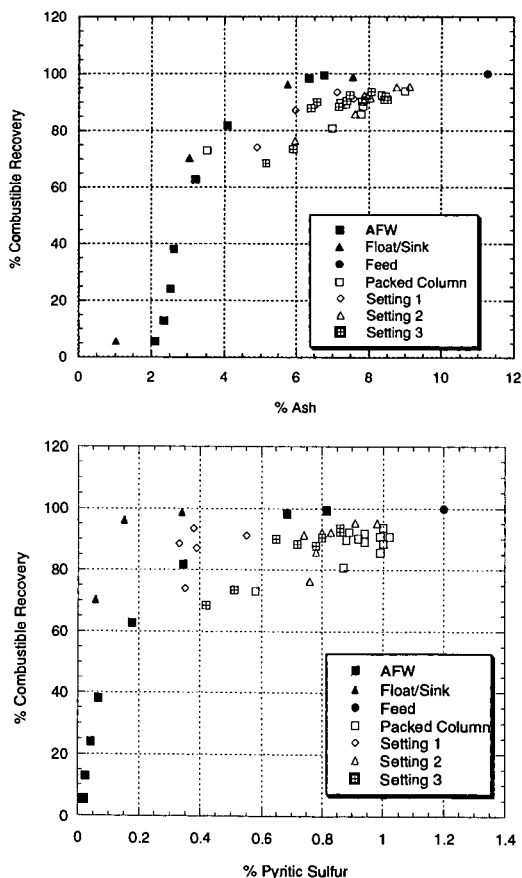 120
100
80
60
40
20
0
% Combustible Recovery
AFW
Float/Sink
Feed
Packed Column
Setting 1
Setting 2
Setting 3
0 2 4 6 8 10 12
% Ash
120
100
80
60
40
20
0
% Combustible Recovery
AFW
Float/Sink
Feed
Packed Column
Setting 1
Setting 2
Setting 3
0 0.2 0.4 0.6 0.8 1 1.2 1.4
% Pyritic Sulfur